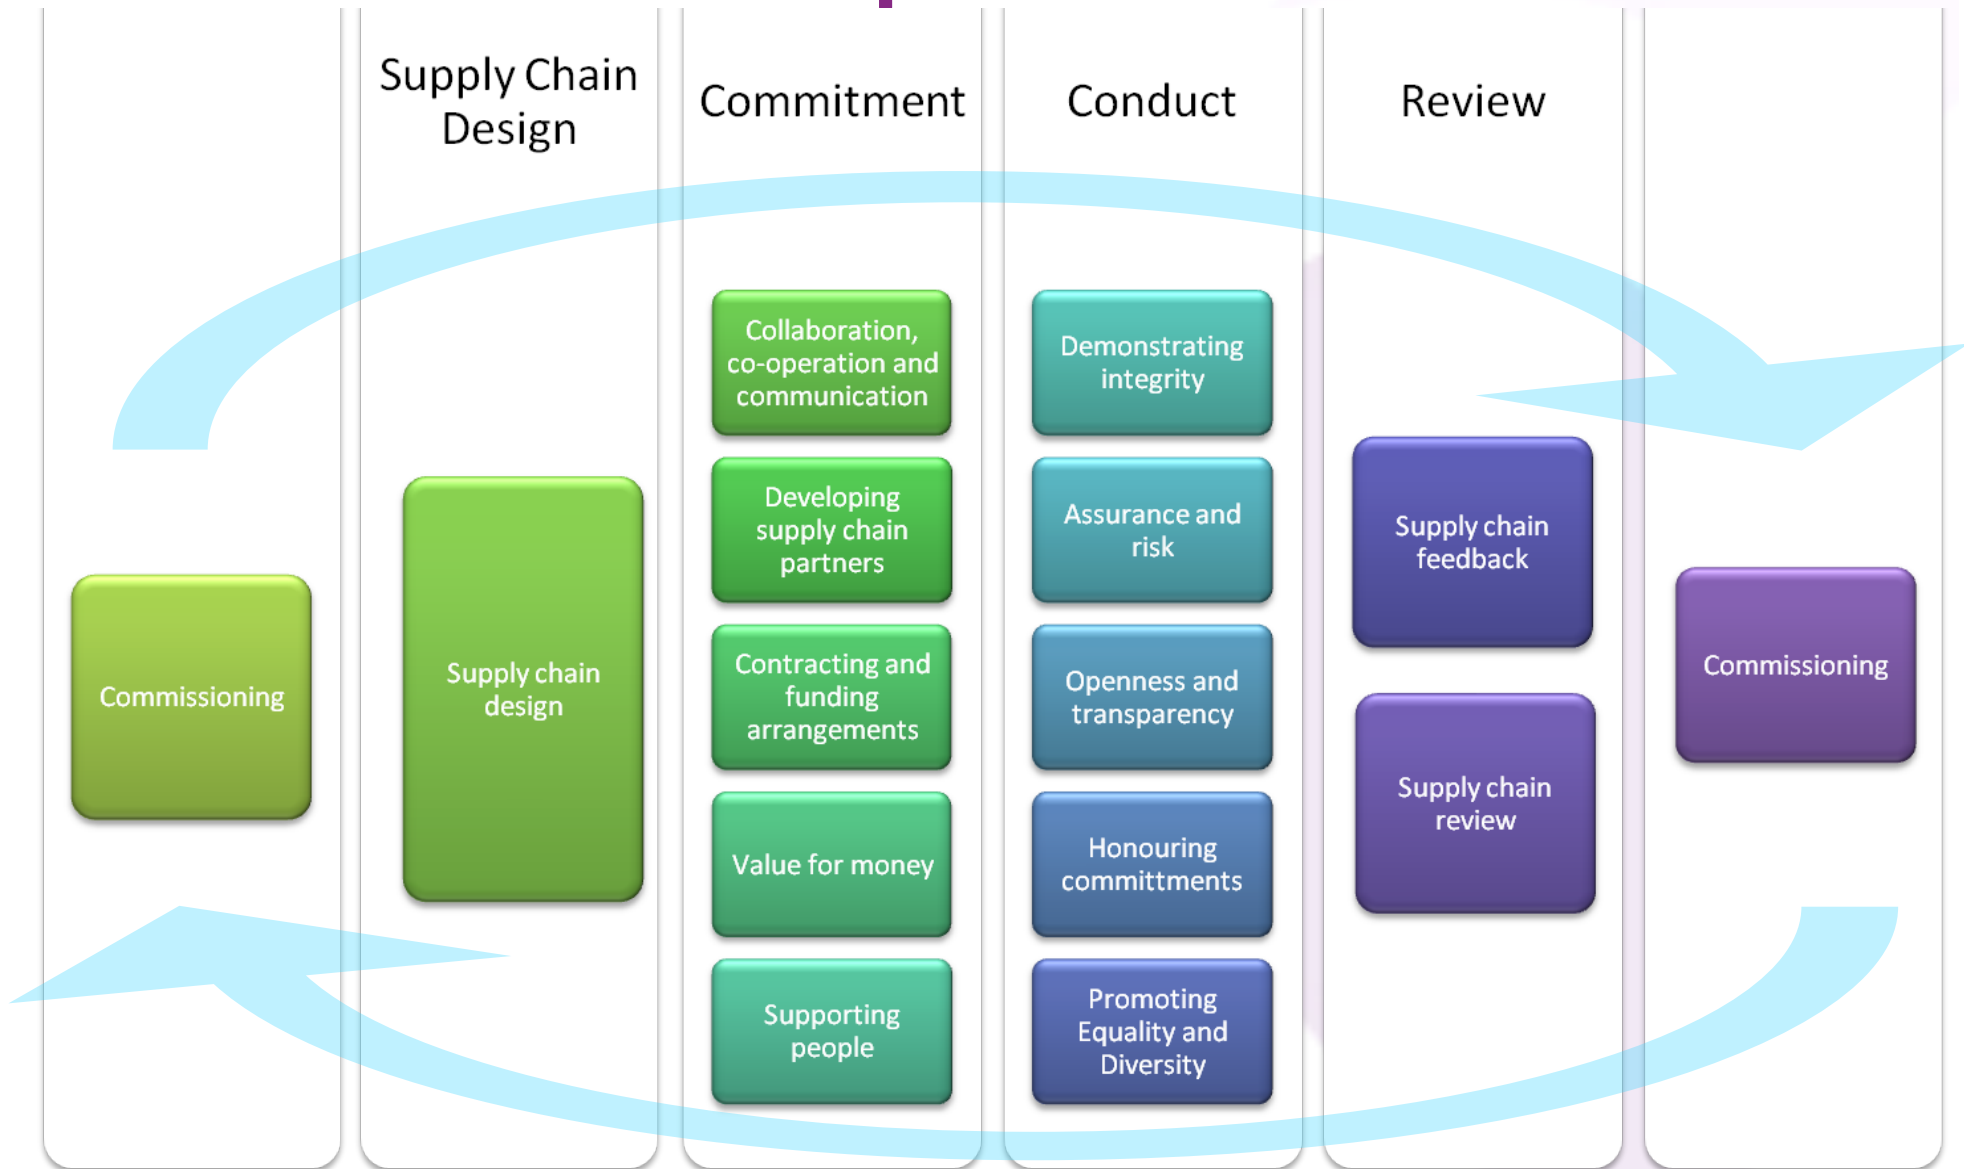 Supply Chain
Design
Commitment
Conduct
Review
Commissioning
Supply chain
design
Collaboration,
co-operation and
communication
Developing
supply chain
partners
Contracting and
funding
arrangements
Value for money
Supporting
people
Demonstrating
integrity
Assurance and
risk
Openness and
transparency
Honouring
committments
Promoting
Equality and
Diversity
Supply chain
feedback
Supply chain
review
Commissioning